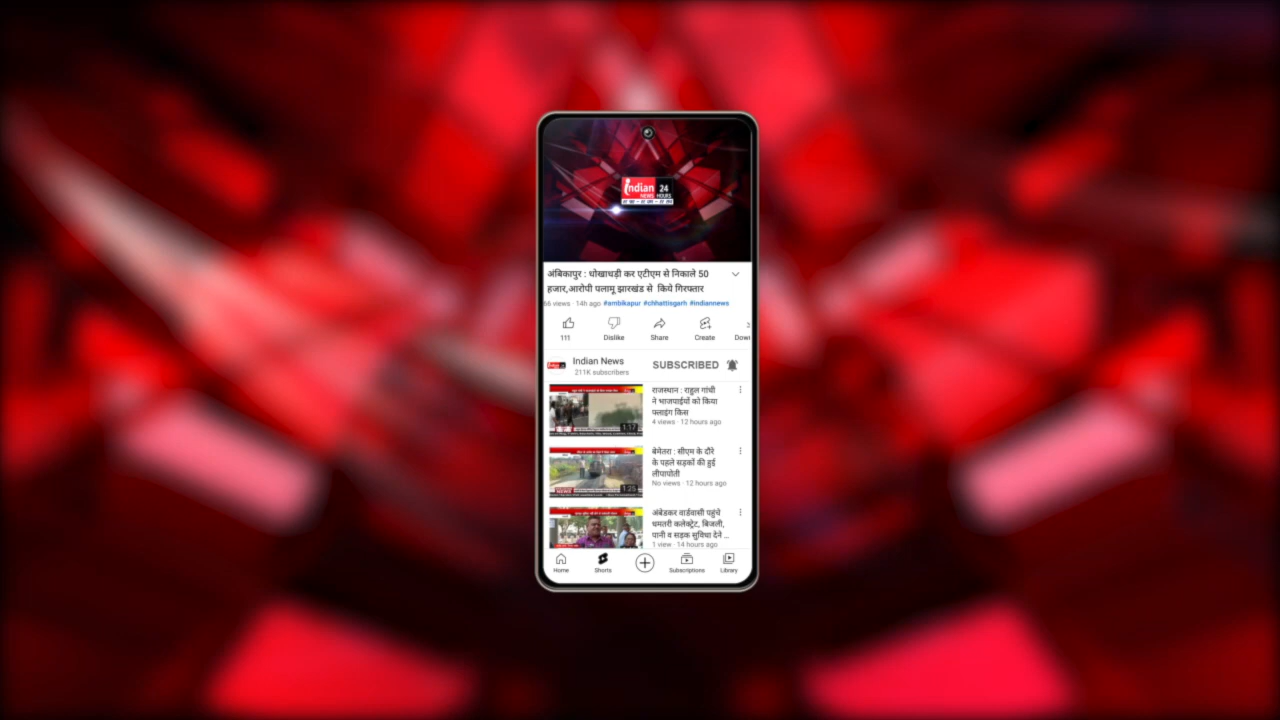 indian 24
NEWS HOURS
अंबिकापुर : धोखाधड़ी कर एटीएम से निकाले 50
हजार,आरोपी पलामू झारखंड से किये गिरफ्तार
66 views · 14h ago #ambikapur #chhattisgarh #indiannews
111 Dislike Share Create Dowl
Indian News
211K subscribers
SUBSCRIBED
राजस्थान : राहुल गांधी
ने भाजपाईयों को किया
फ्लाइंग किस
4 views · 12 hours ago
1:17
बेमेतरा : सीएम के दौरे
के पहले सड़कों की हुई
लीपापोती
No views · 12 hours ago
1:25
अंबेडकर वार्डवासी पहुंचे
धमतरी कलेक्ट्रेट, बिजली,
पानी व सड़क सुविधा देने ...
1 view · 14 hours ago
Home Shorts Subscriptions Library